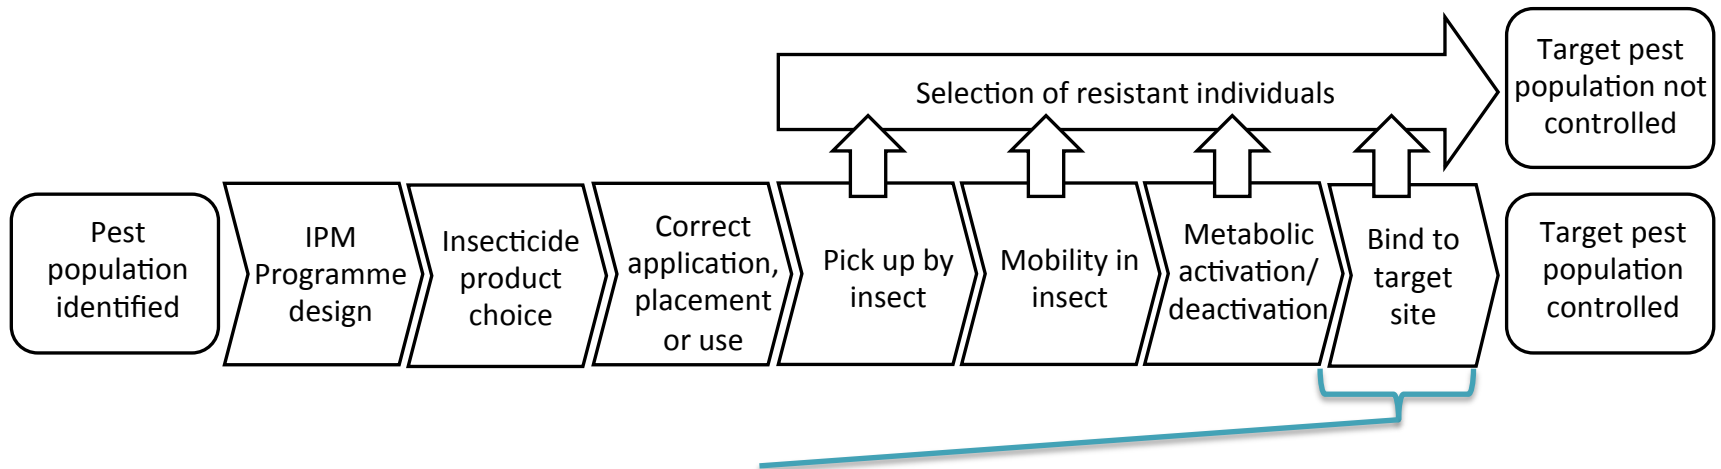 Selection of resistant individuals
Target pest
population not
controlled
Pest
population
identified
IPM
Programme
design
Insecticide
product
choice
Correct
application,
placement
or use
Pick up by
insect
Mobility in
insect
Metabolic
activation/
deactivation
Bind to
target
site
Target pest
population
controlled